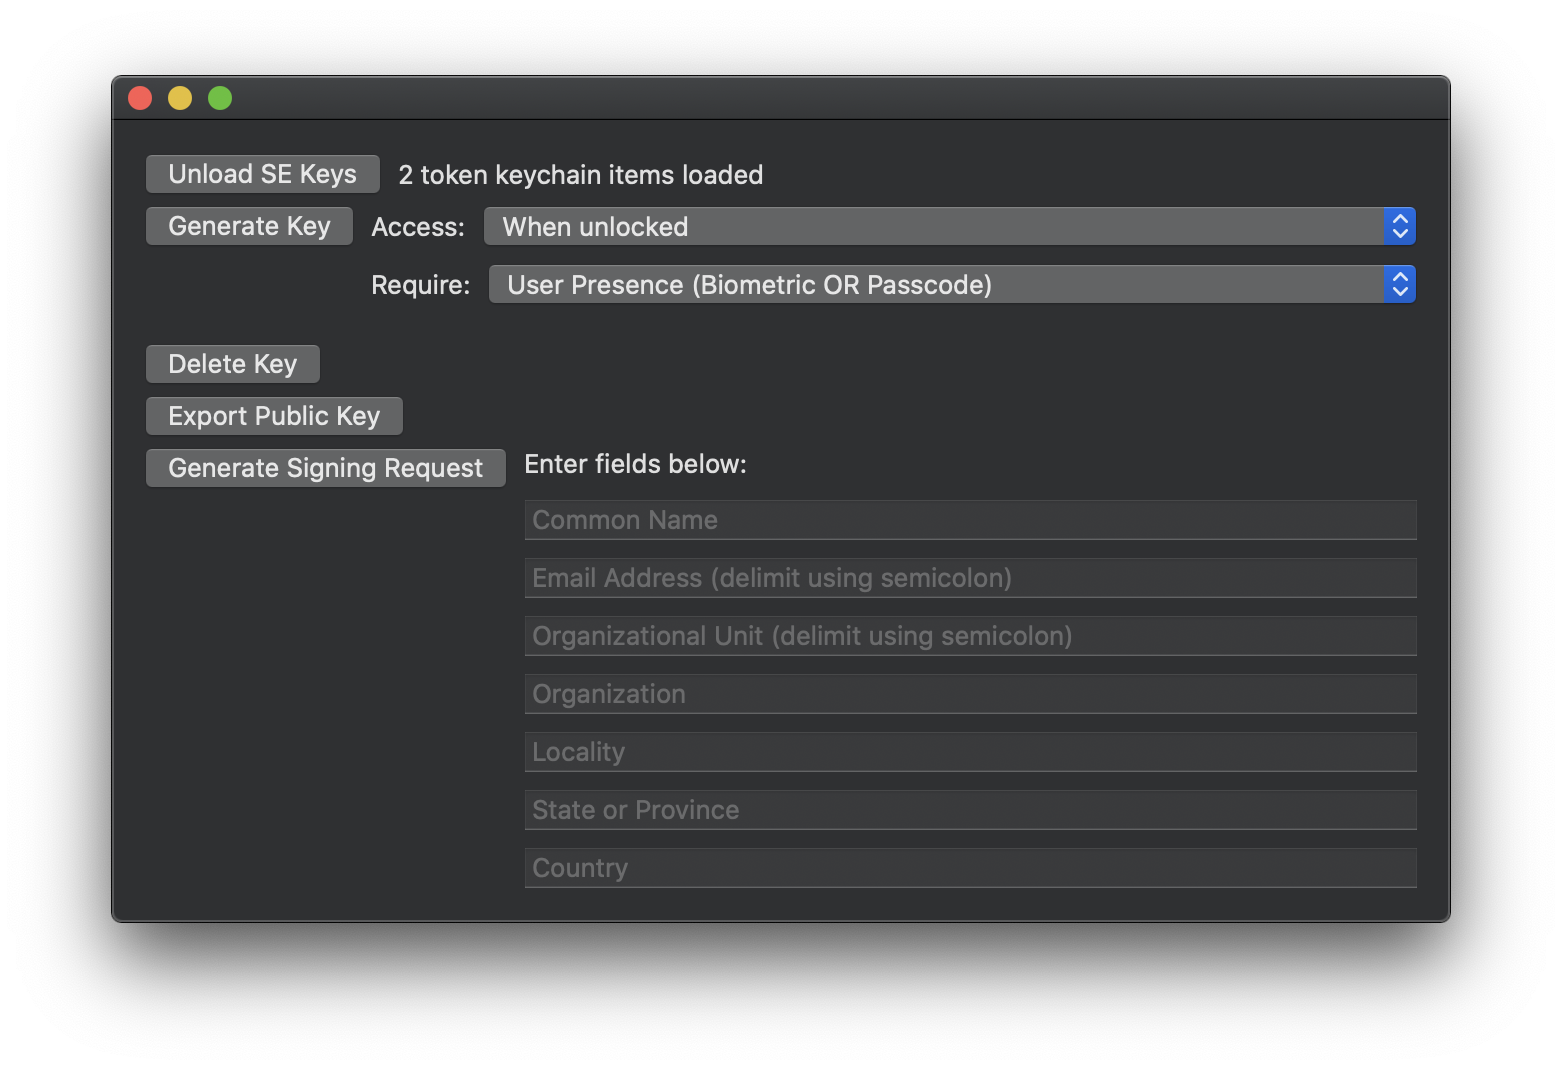 Unload SE Keys 2 token keychain items loaded
Generate Key Access: When unlocked
Require: User Presence (Biometric OR Passcode)
Delete Key
Export Public Key
Generate Signing Request Enter fields below:
Common Name
Email Address (delimit using semicolon)
Organizational Unit (delimit using semicolon)
Organization
Locality
State or Province
Country